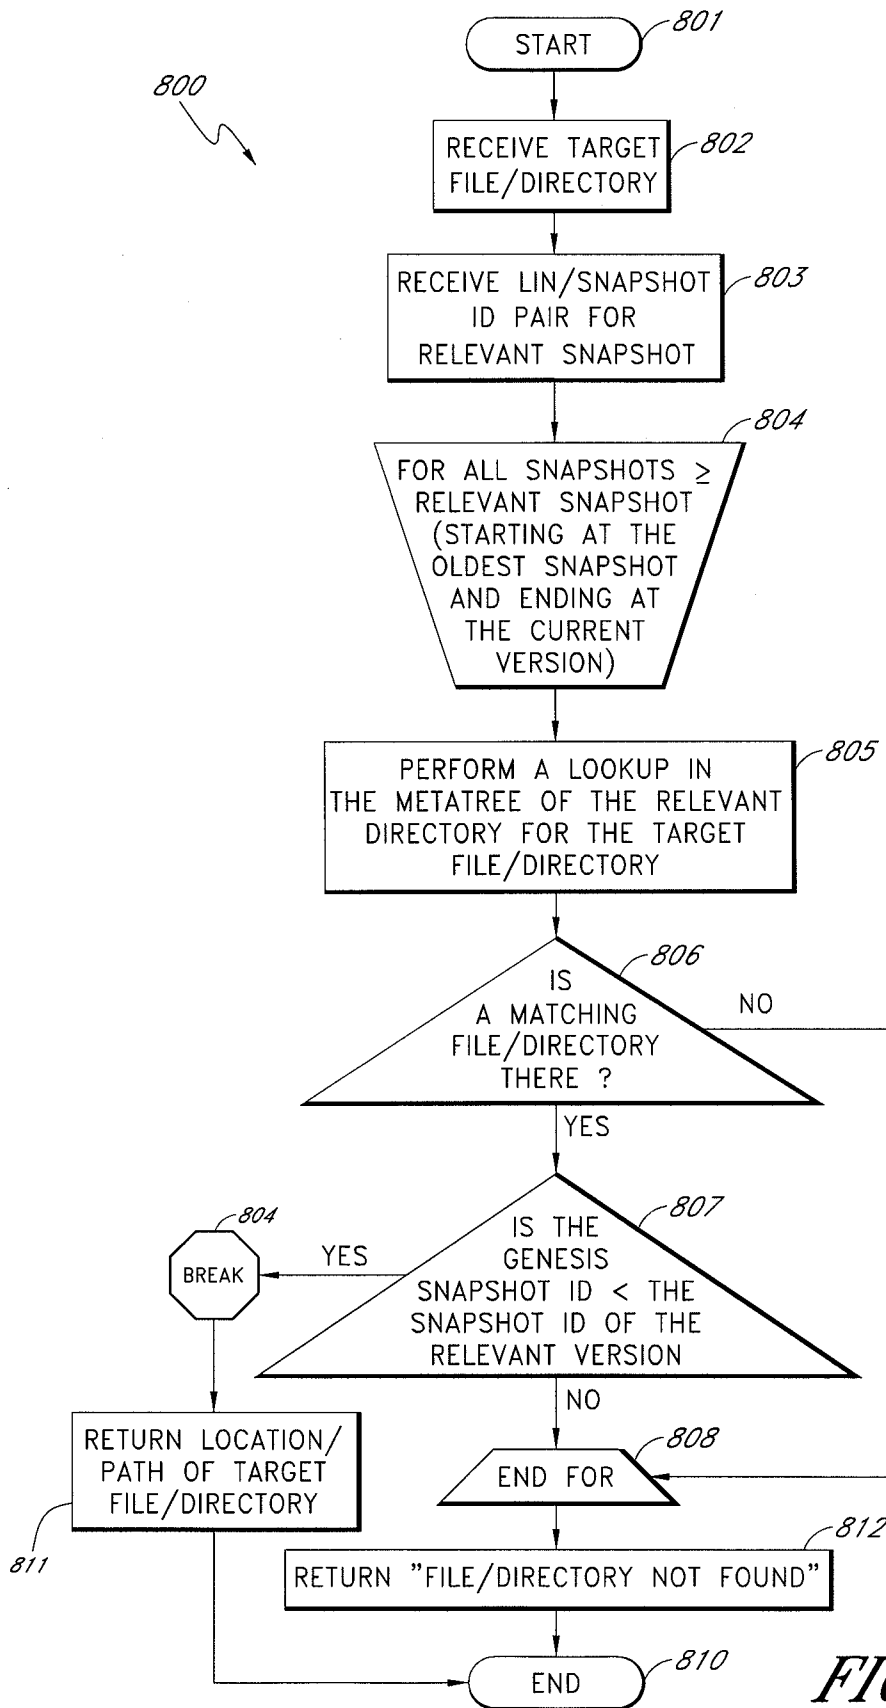 801
START
800
RECEIVE TARGET
FILE/DIRECTORY
802
RECEIVE LIN/SNAPSHOT
ID PAIR FOR
RELEVANT SNAPSHOT
803
804
FOR ALL SNAPSHOTS ≥
RELEVANT SNAPSHOT
(STARTING AT THE
OLDEST SNAPSHOT
AND ENDING AT
THE CURRENT
VERSION)
805
PERFORM A LOOKUP IN
THE METATREE OF THE RELEVANT
DIRECTORY FOR THE TARGET
FILE/DIRECTORY
806
IS
A MATCHING
FILE/DIRECTORY
THERE ?
NO
YES
807
IS THE
GENESIS
SNAPSHOT ID < THE
SNAPSHOT ID OF THE
RELEVANT VERSION
YES
804
BREAK
NO
RETURN LOCATION/
PATH OF TARGET
FILE/DIRECTORY
811
808
END FOR
812
RETURN "FILE/DIRECTORY NOT FOUND"
END
810
FIG